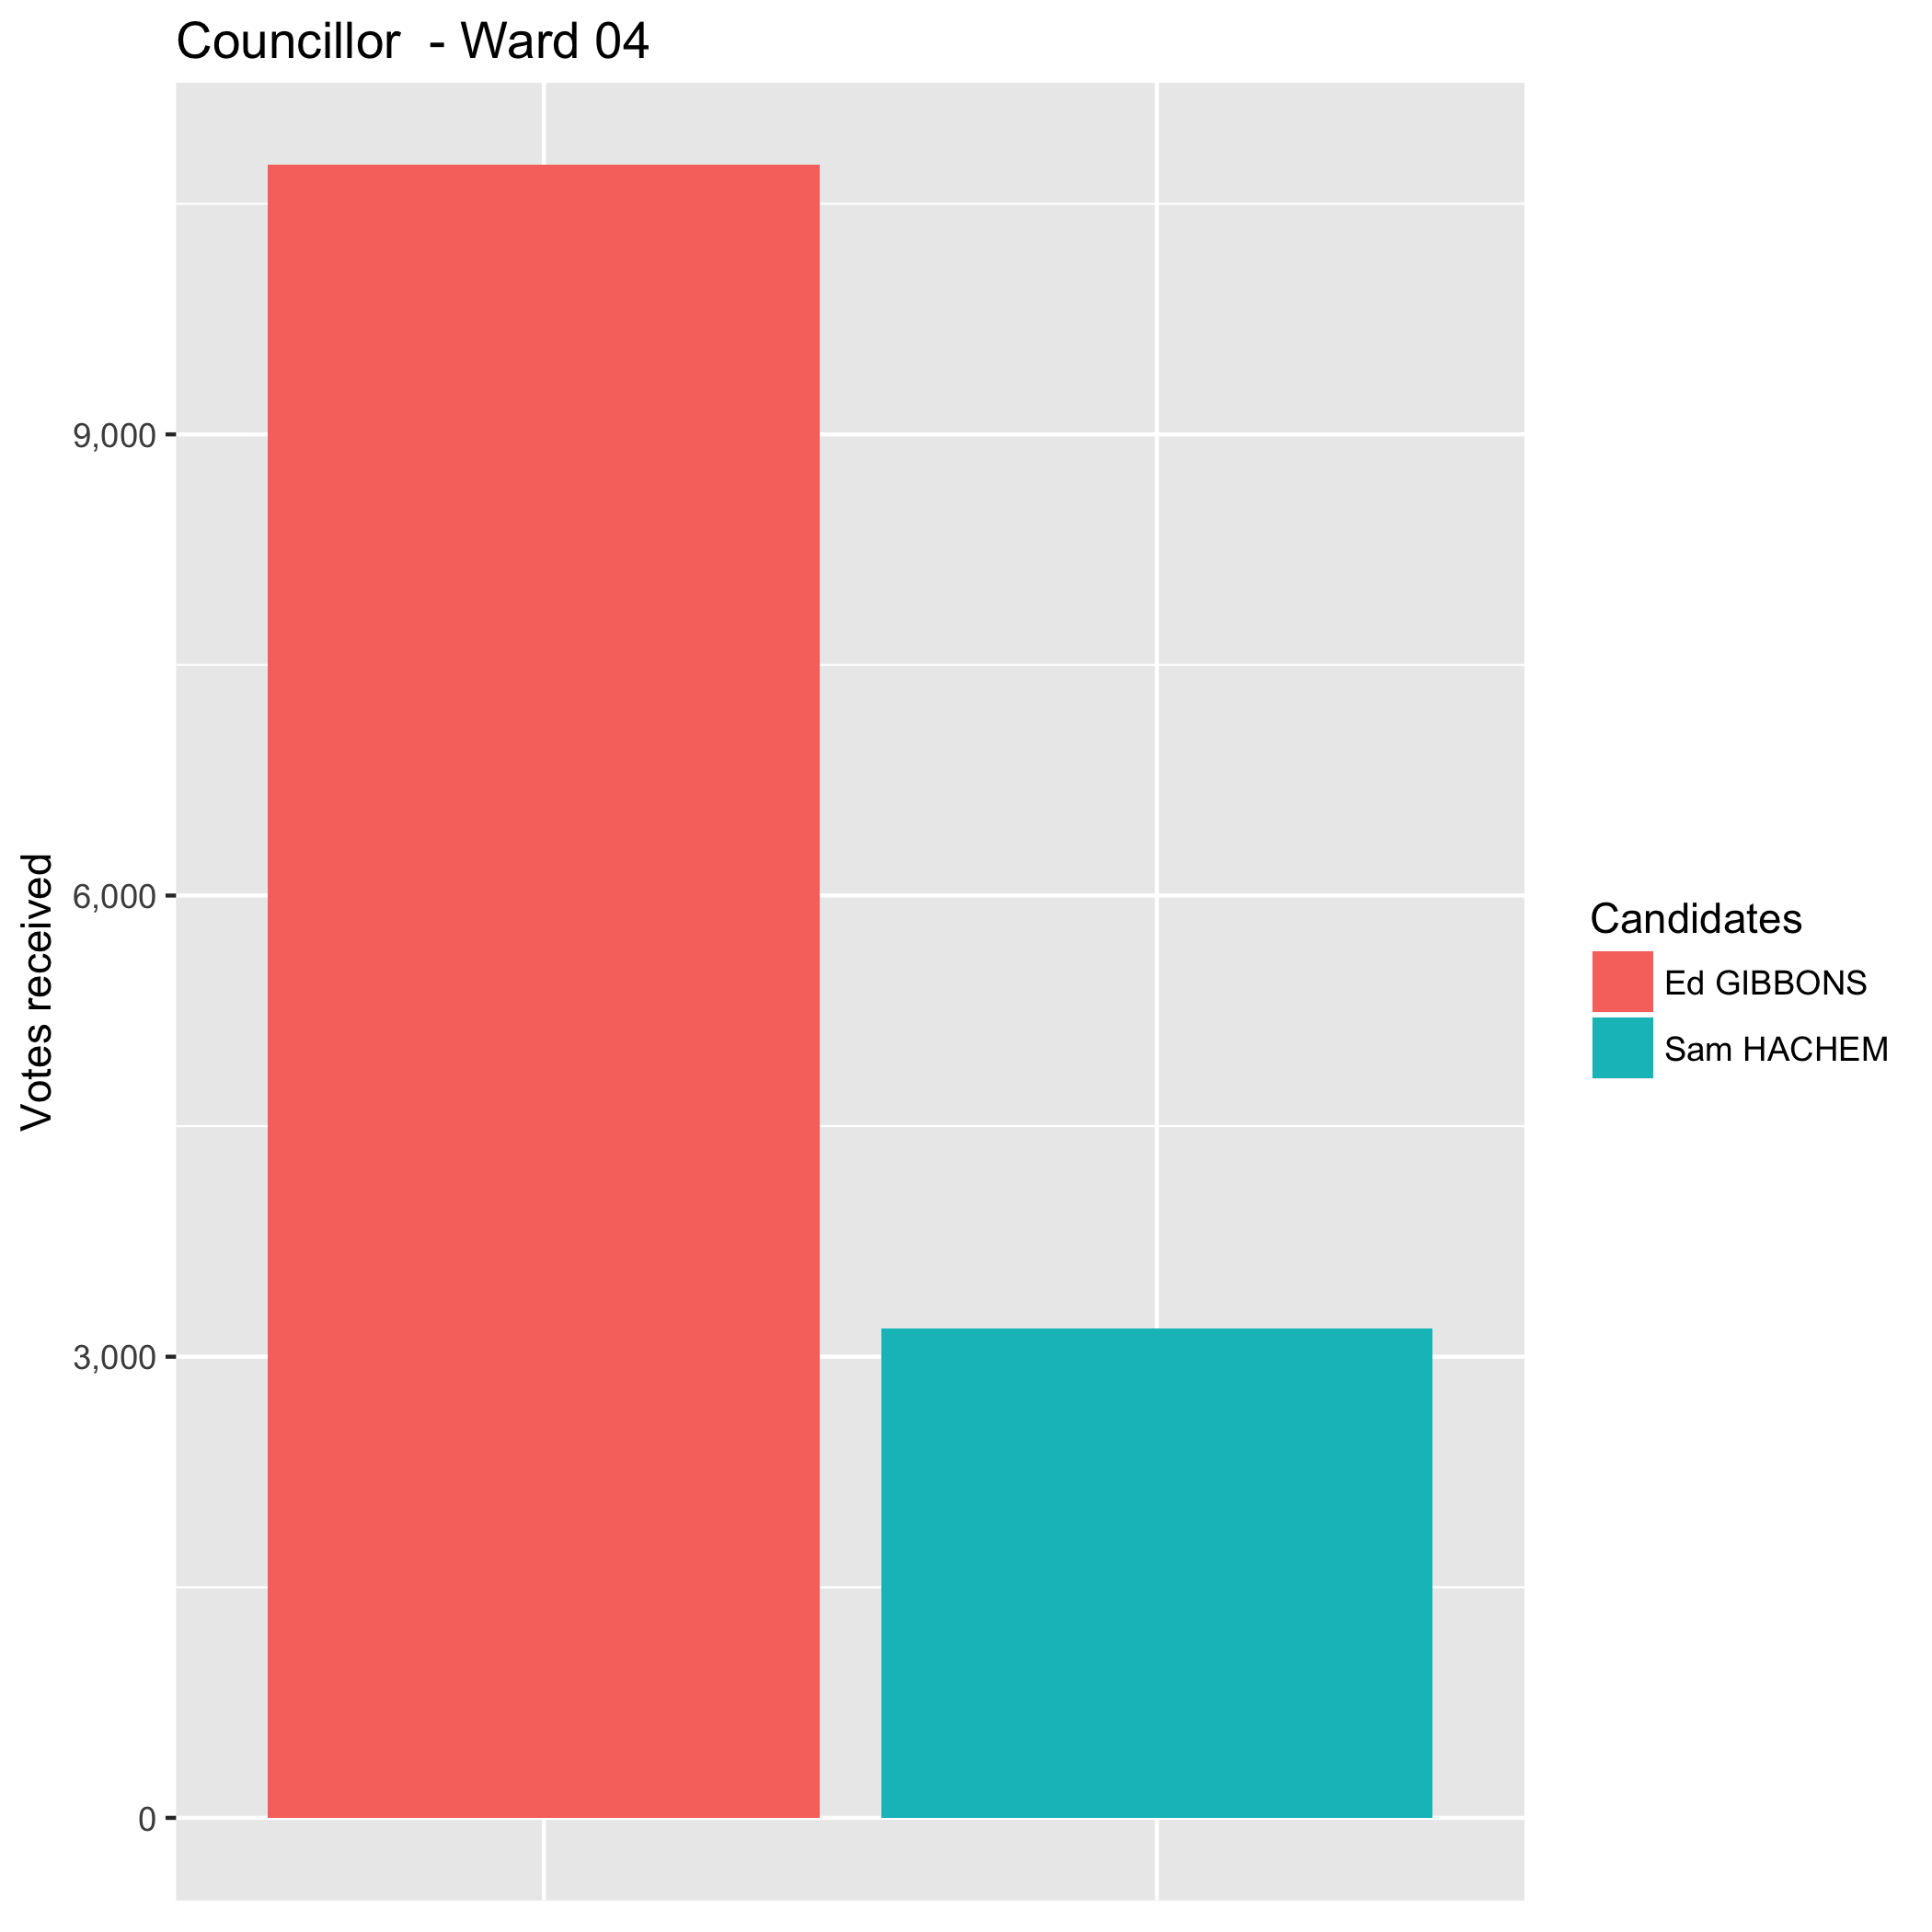 Councillor  - Ward 04
Votes received
9,000
6,000
3,000
0
Candidates
Ed GIBBONS
Sam HACHEM